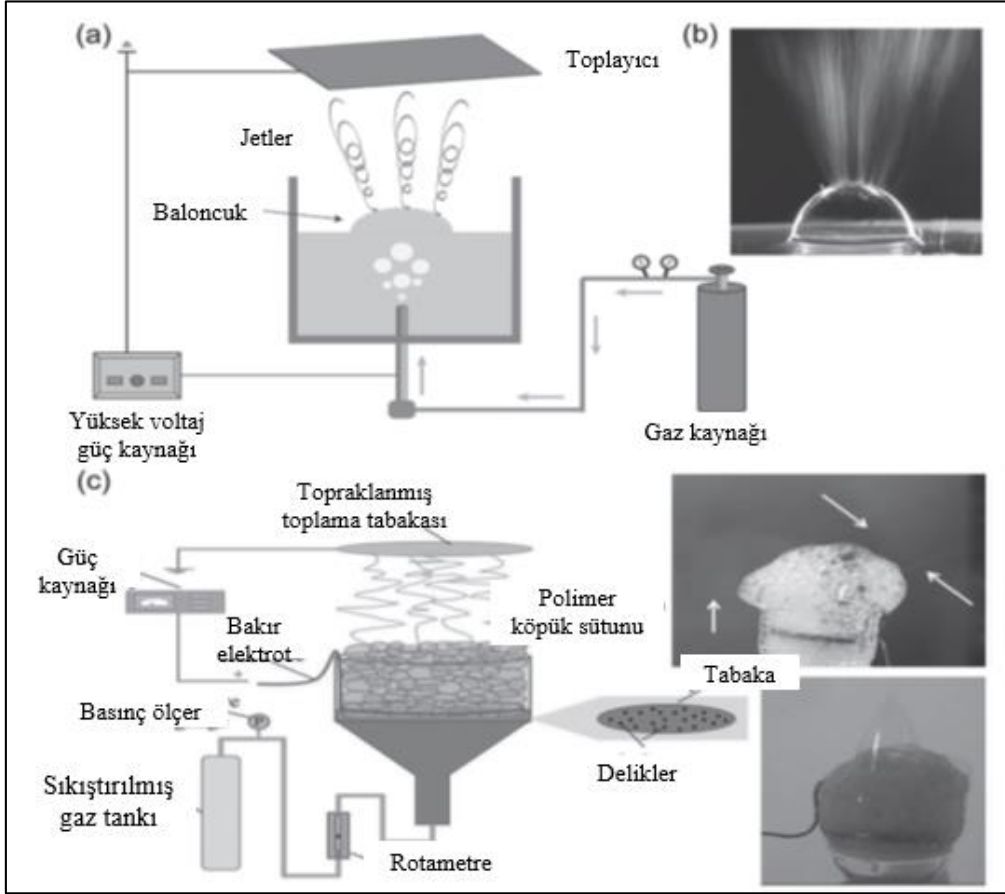 (a)
Toplayıcı
(b)
Jetler
Baloncuk
Yüksek voltaj
güç kaynağı
Gaz kaynağı
(c)
Topraklanmış
toplama tabakası
Güç
kaynağı
Polimer
köpük sütunu
Bakır
elektrot
Tabaka
Basınç ölçer
Delikler
Sıkıştırılmış
gaz tankı
Rotametre